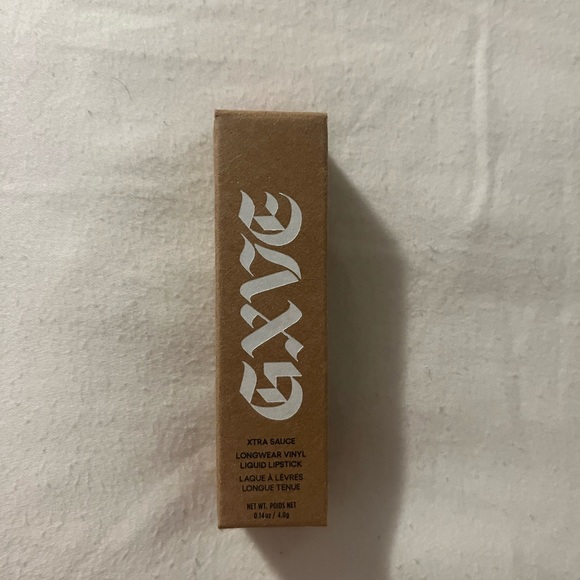 GXVE
XTRA SAUCE
LONGWEAR VINYL
LIQUID LIPSTICK
LAQUE À LÈVRES
LONGUE TENUE
NET WT. POIDS NET
0.14oz / 4.0g